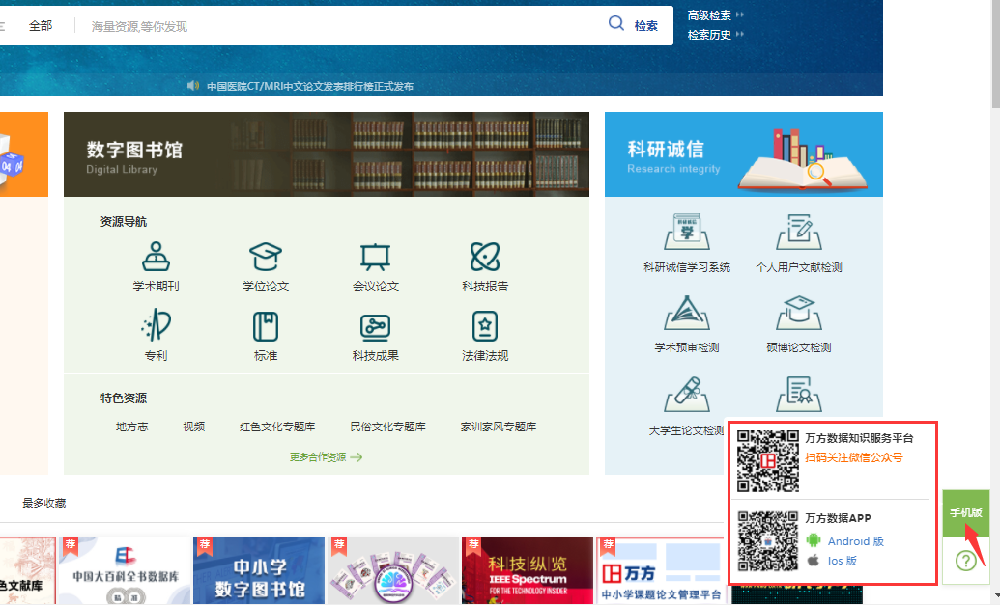 全部
海量资源,等你发现
检索
高级检索
检索历史
中国医院CT/MRI中文论文发表排行榜正式发布
数字图书馆
Digital Library
科研诚信
Research integrity
资源导航
学术期刊
学位论文
会议论文
科技报告
专利
标准
科技成果
法律法规
特色资源
地方志
视频
红色文化专题库
民俗文化专题库
家训家风专题库
更多合作资源
科研诚信学习系统
个人用户文献检测
学术预审检测
硕博论文检测
大学生论文检测
万方数据知识服务平台
扫码关注微信公众号
万方数据APP
Android 版
Ios 版
手机版
最多收藏
荐
荐
荐
荐
荐
色文献库
中国大百科全书数据库
中小学
数字图书馆
科技纵览
IEEE Spectrum
FOR THE TECHNOLOGY INSIDER
万方
中小学课题论文管理平台